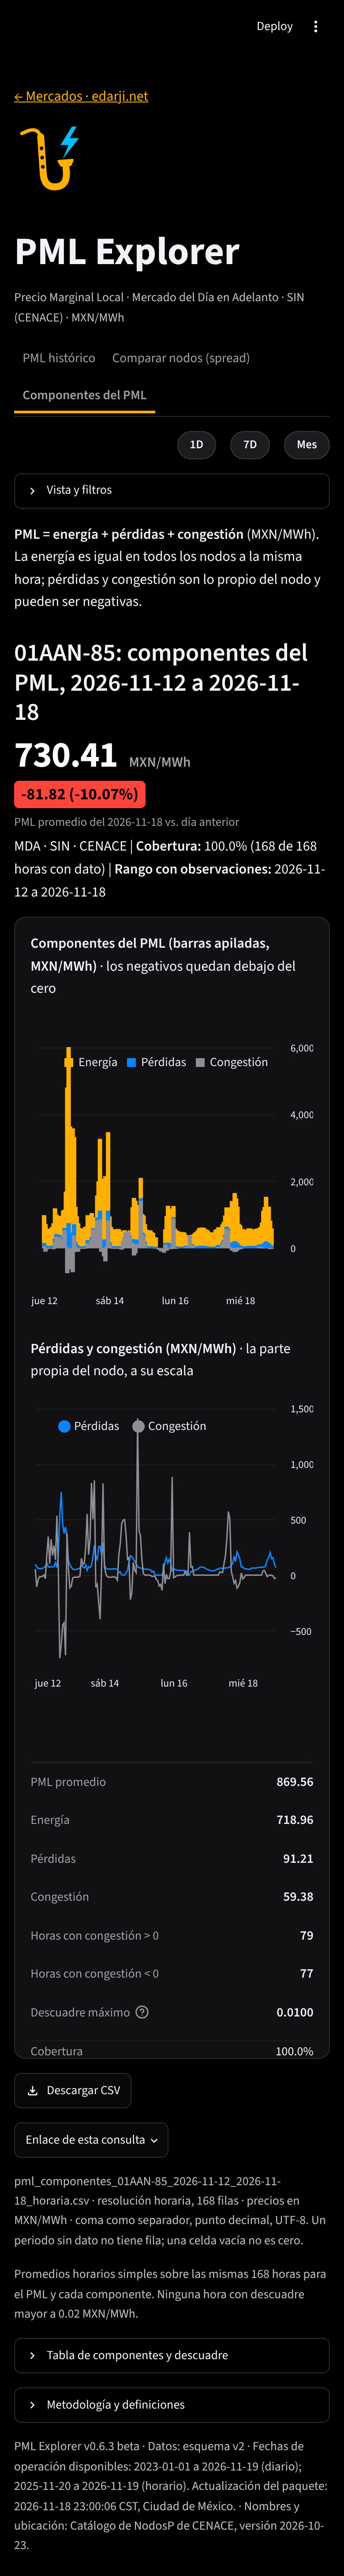 Deploy
← Mercados · edarji.net
PML Explorer
Precio Marginal Local · Mercado del Día en Adelanto · SIN
(CENACE) · MXN/MWh
PML histórico Comparar nodos (spread)
Componentes del PML
1D 7D Mes
Vista y filtros
PML = energía + pérdidas + congestión (MXN/MWh).
La energía es igual en todos los nodos a la misma
hora; pérdidas y congestión son lo propio del nodo y
pueden ser negativas.
01AAN-85: componentes del
PML, 2026-11-12 a 2026-11-
18
730.41 MXN/MWh
-81.82 (-10.07%)
PML promedio del 2026-11-18 vs. día anterior
MDA · SIN · CENACE | Cobertura: 100.0% (168 de 168
horas con dato) | Rango con observaciones: 2026-11-
12 a 2026-11-18
Componentes del PML (barras apiladas,
MXN/MWh) · los negativos quedan debajo del
cero
Energía Pérdidas Congestión
6,000
4,000
2,000
0
jue 12 sáb 14 lun 16 mié 18
Pérdidas y congestión (MXN/MWh) · la parte
propia del nodo, a su escala
Pérdidas Congestión
1,500
1,000
500
0
−500
jue 12 sáb 14 lun 16 mié 18
PML promedio 869.56
Energía 718.96
Pérdidas 91.21
Congestión 59.38
Horas con congestión > 0 79
Horas con congestión < 0 77
Descuadre máximo 0.0100
Cobertura 100.0%
Descargar CSV
Enlace de esta consulta
pml_componentes_01AAN-85_2026-11-12_2026-11-
18_horaria.csv · resolución horaria, 168 filas · precios en
MXN/MWh · coma como separador, punto decimal, UTF-8. Un
periodo sin dato no tiene fila; una celda vacía no es cero.
Promedios horarios simples sobre las mismas 168 horas para
el PML y cada componente. Ninguna hora con descuadre
mayor a 0.02 MXN/MWh.
Tabla de componentes y descuadre
Metodología y definiciones
PML Explorer v0.6.3 beta · Datos: esquema v2 · Fechas de
operación disponibles: 2023-01-01 a 2026-11-19 (diario);
2025-11-20 a 2026-11-19 (horario). Actualización del paquete:
2026-11-18 23:00:06 CST, Ciudad de México. · Nombres y
ubicación: Catálogo de NodosP de CENACE, versión 2026-10-
23.